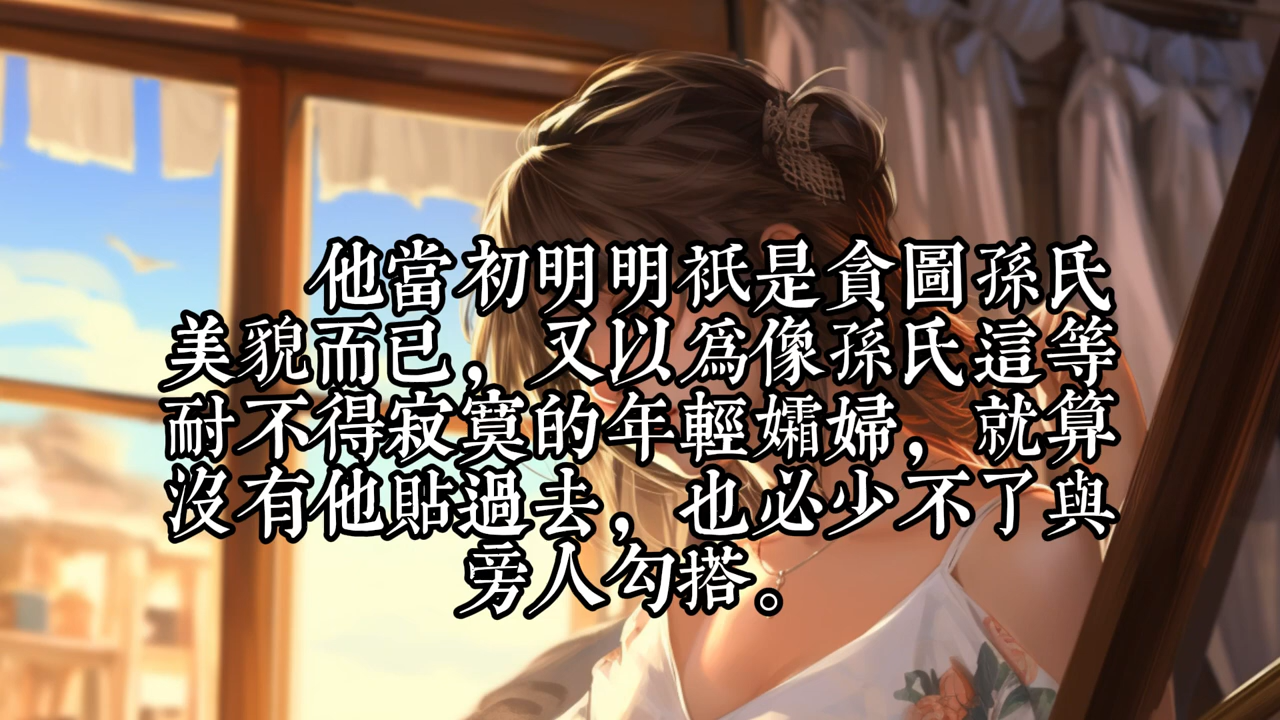 他當初明明祇是貪圖孫氏
美貌而已，又以爲像孫氏這等
耐不得寂寞的年輕孀婦，就算
沒有他貼過去，也必少不了與
旁人勾搭。